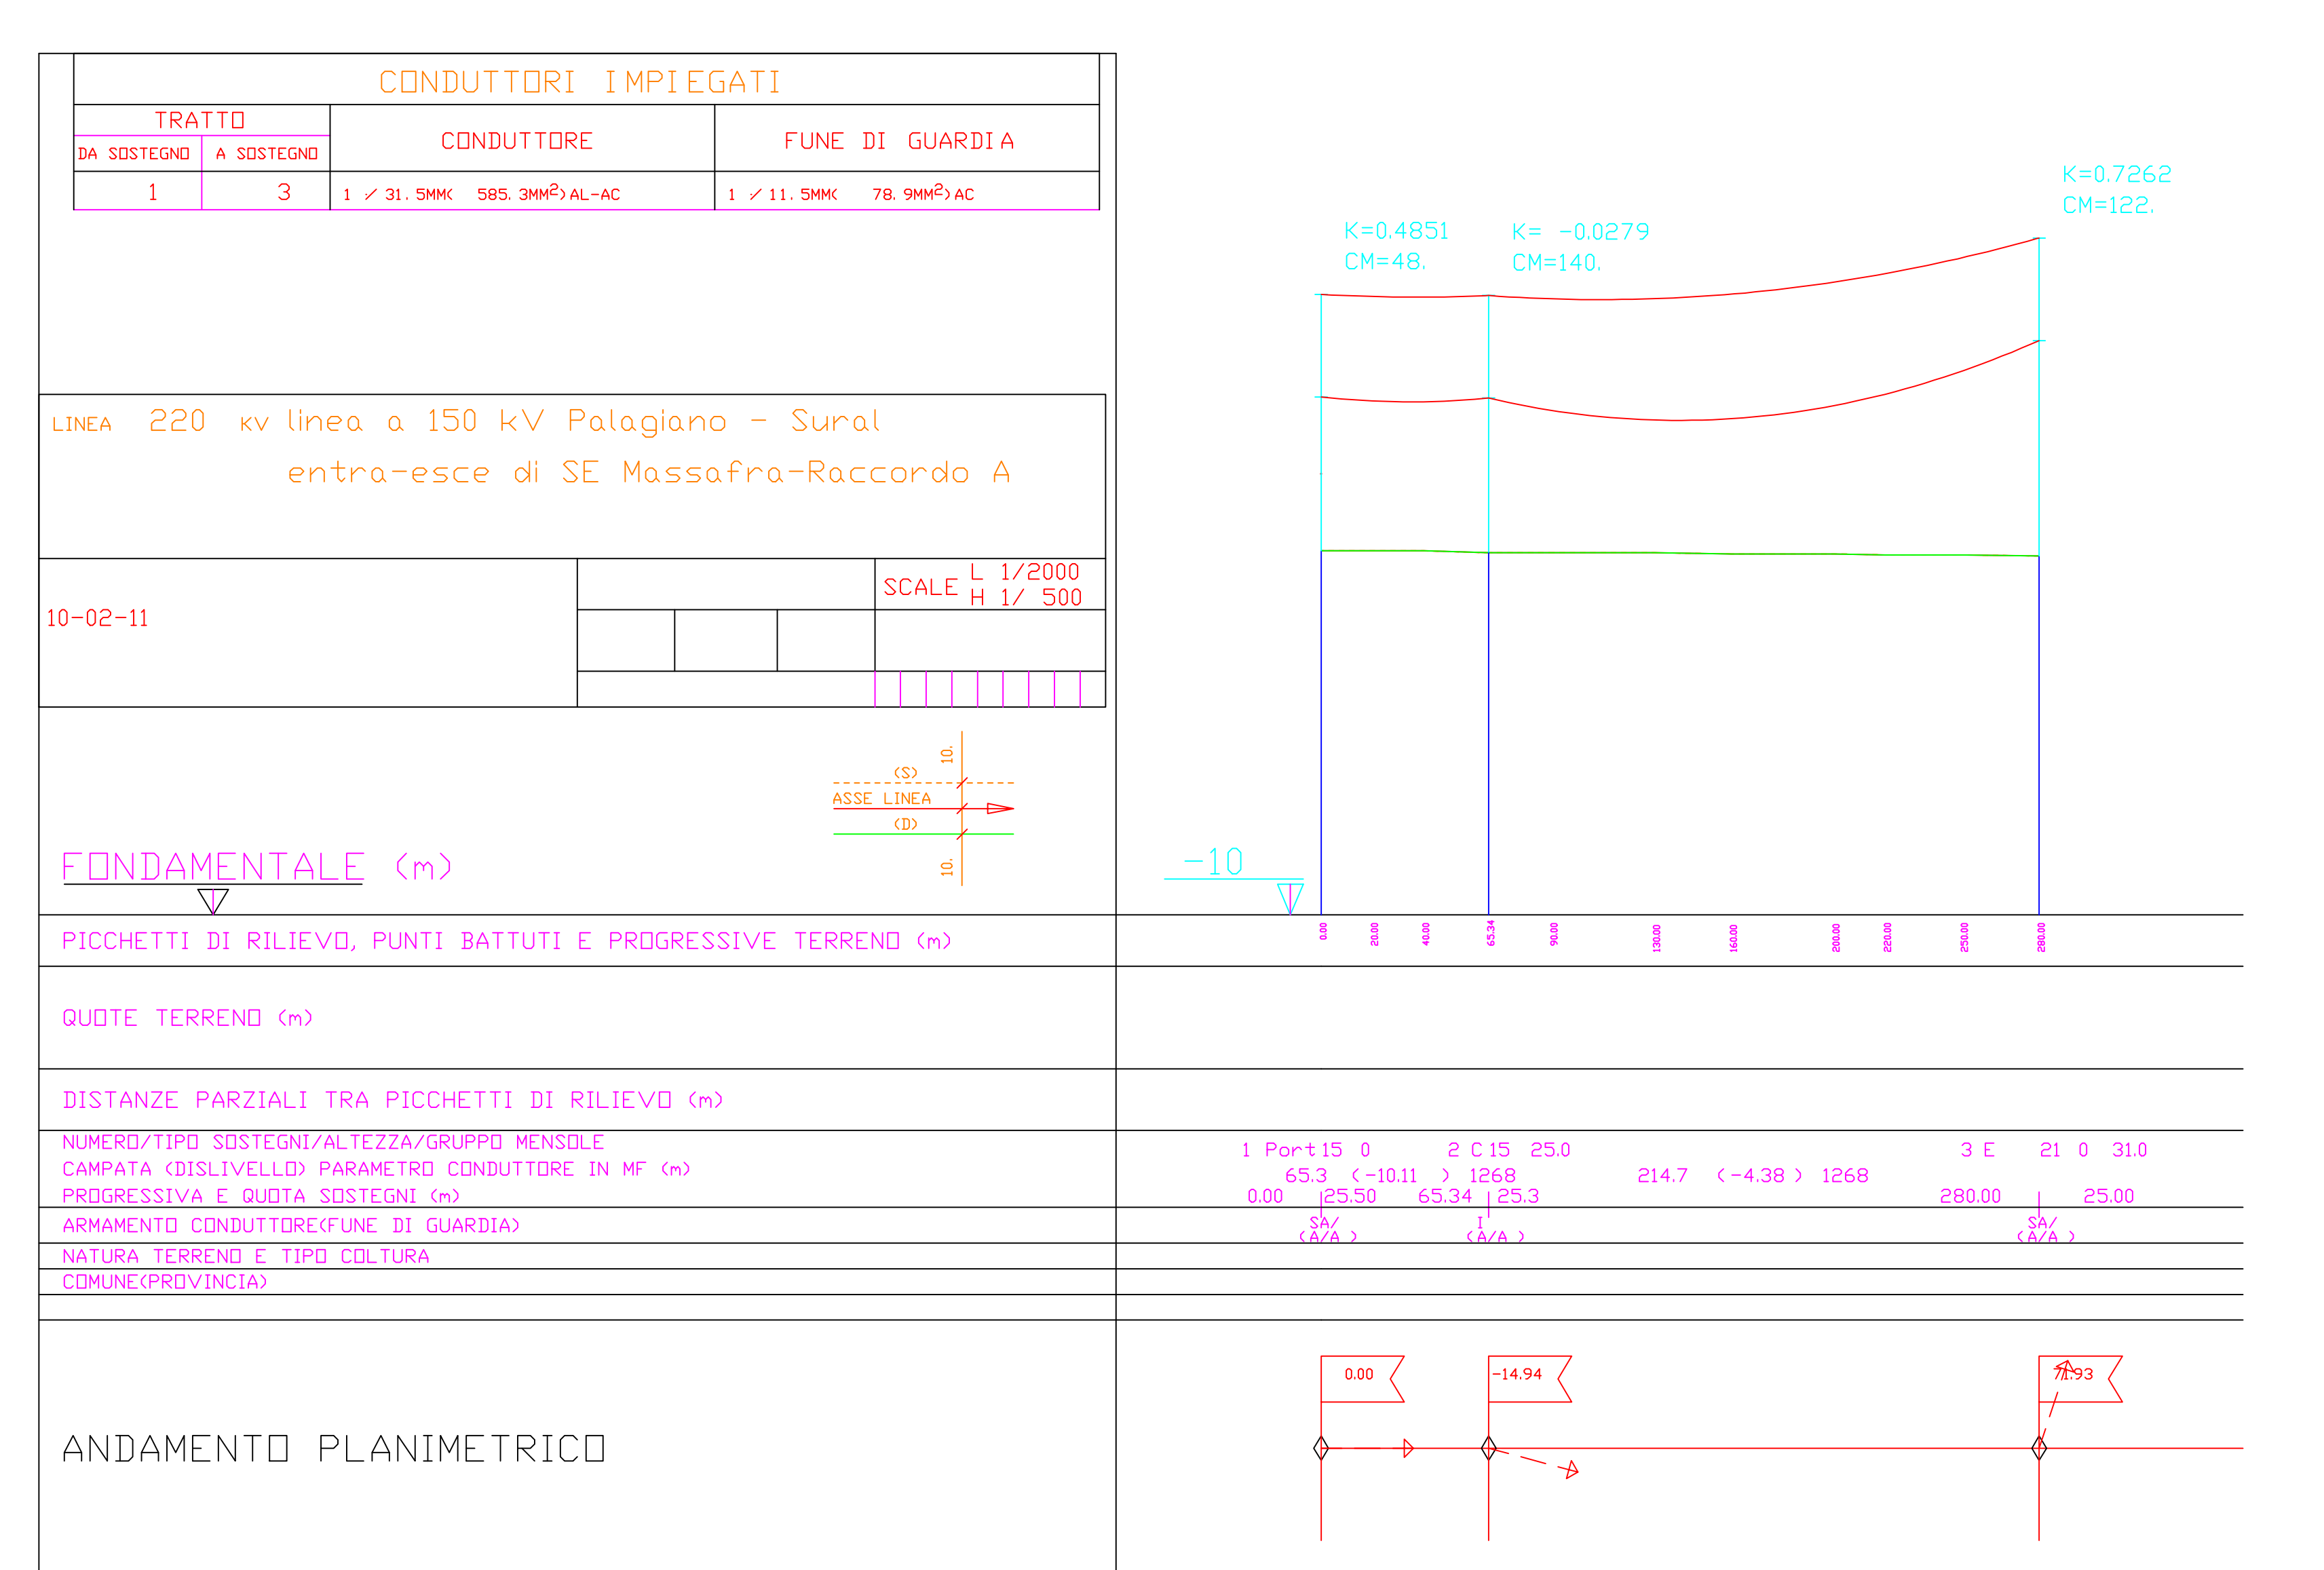 CONDUTTORI IMPIEGATI
TRATTO
DA SOSTEGNO A SOSTEGNO CONDUTTORE FUNE DI GUARDIA
1 3 1 / 31.5MM( 585.3MM2)AL-AC 1 / 11.5MM( 78.9MM2)AC
K=0.4851
CM=48.
K= -0.0279
CM=140.
K=0.7262
CM=122.
LINEA 220 KV linea a 150 kV Palagiano - Sural
entra-esce di SE Massafra-Raccordo A
SCALE L 1/2000
H 1/ 500
10-02-11
10.
(S)
ASSE LINEA
(D)
10.
FONDAMENTALE (m)
-10
PICCHETTI DI RILIEVO, PUNTI BATTUTI E PROGRESSIVE TERRENO (m)
0.00 20.00 40.00 65.34 90.00 130.00 160.00 200.00 220.00 250.00 280.00
QUOTE TERRENO (m)
DISTANZE PARZIALI TRA PICCHETTI DI RILIEVO (m)
NUMERO/TIPO SOSTEGNI/ALTEZZA/GRUPPO MENSOLE
1 Port15 0 2 C15 25.0 3 E 21 0 31.0
CAMPATA (DISLIVELLO) PARAMETRO CONDUTTORE IN MF (m)
65.3 (-10.11 ) 1268 214.7 (-4.38 ) 1268
PROGRESSIVA E QUOTA SOSTEGNI (m)
0.00 25.50 65.34 25.3 280.00 25.00
ARMAMENTO CONDUTTORE(FUNE DI GUARDIA)
SA/ I SA/
(A/A ) (A/A ) (A/A )
NATURA TERRENO E TIPO COLTURA
COMUNE(PROVINCIA)
0.00 -14.94 71.93
ANDAMENTO PLANIMETRICO